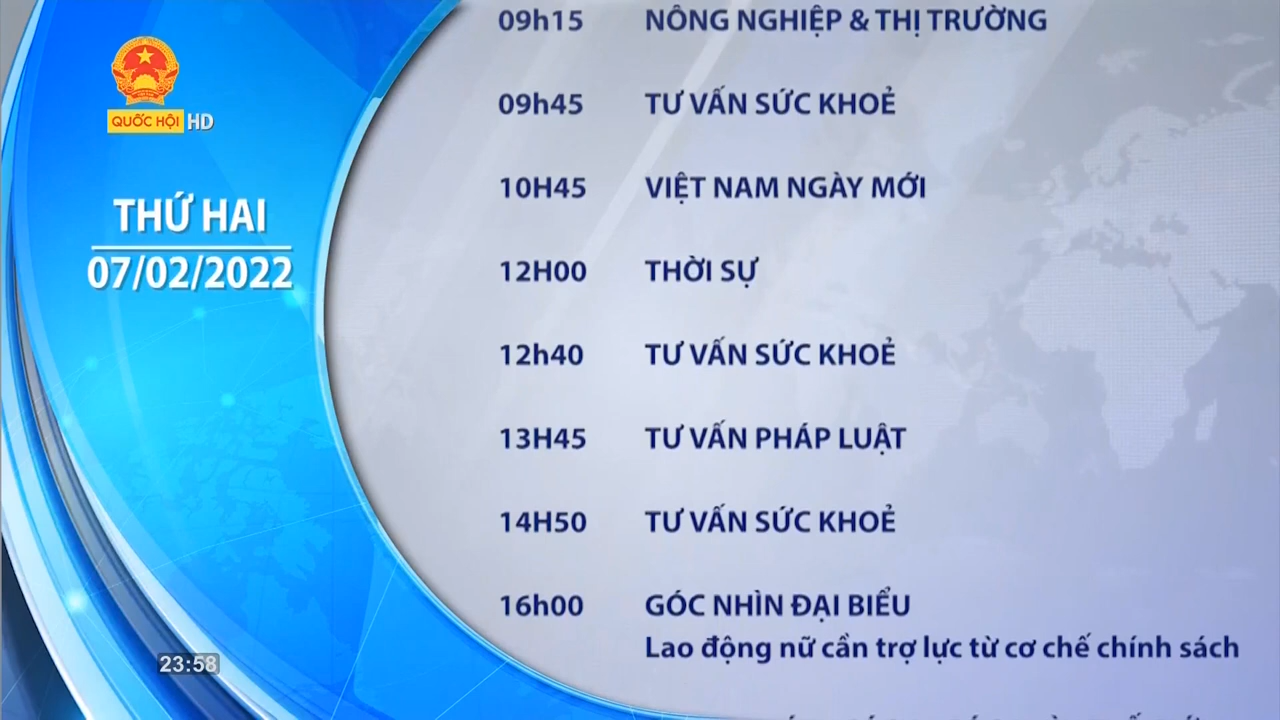 QUỐC HỘI HD
THỨ HAI
07/02/2022
09h15 NÔNG NGHIỆP & THỊ TRƯỜNG
09h45 TƯ VẤN SỨC KHOẺ
10H45 VIỆT NAM NGÀY MỚI
12H00 THỜI SỰ
12h40 TƯ VẤN SỨC KHOẺ
13H45 TƯ VẤN PHÁP LUẬT
14H50 TƯ VẤN SỨC KHOẺ
16h00 GÓC NHÌN ĐẠI BIỂU
Lao động nữ cần trợ lực từ cơ chế chính sách
23:58